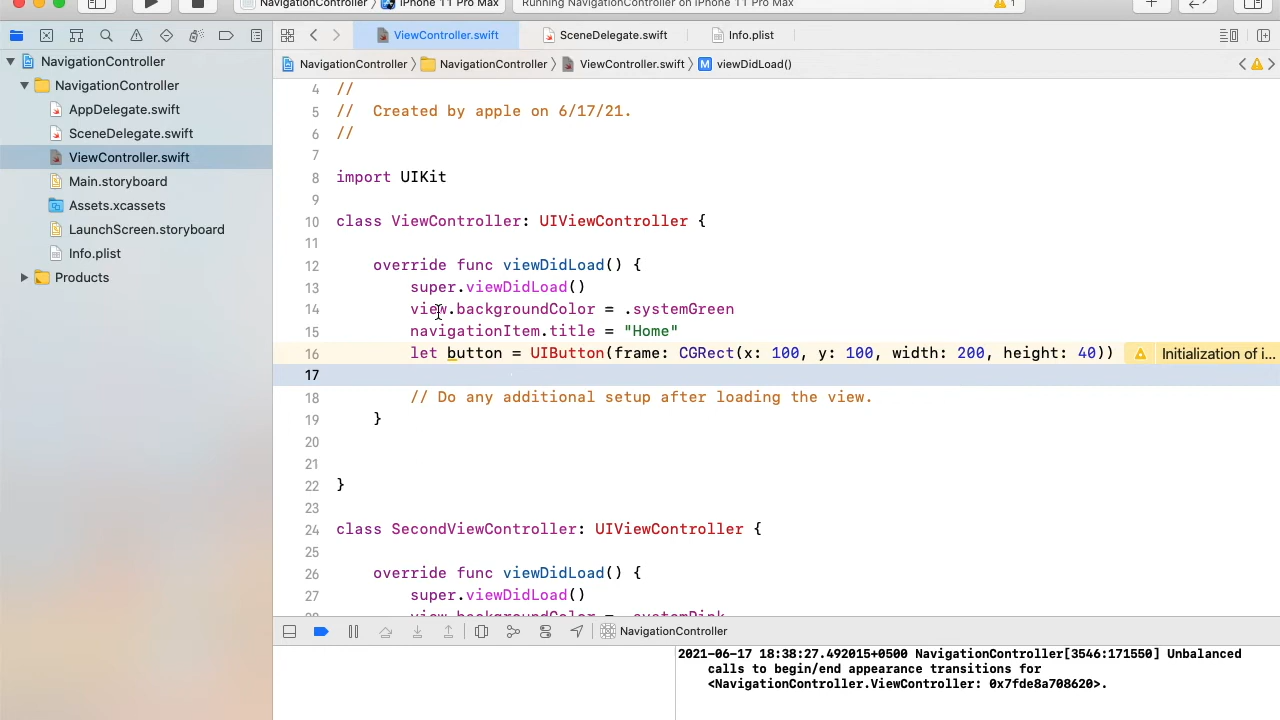 NavigationController
iPhone 11 Pro Max
Running NavigationController on iPhone 11 Pro Max
1
ViewController.swift
SceneDelegate.swift
Info.plist
NavigationController
NavigationController
ViewController.swift
M viewDidLoad()
NavigationController
NavigationController
AppDelegate.swift
SceneDelegate.swift
ViewController.swift
Main.storyboard
Assets.xcassets
LaunchScreen.storyboard
Info.plist
Products
4 //
5 //  Created by apple on 6/17/21.
6 //
7
8 import UIKit
9
10 class ViewController: UIViewController {
11
12 override func viewDidLoad() {
13 super.viewDidLoad()
14 view.backgroundColor = .systemGreen
15 navigationItem.title = "Home"
16 let button = UIButton(frame: CGRect(x: 100, y: 100, width: 200, height: 40)) Initialization of i...
17
18 // Do any additional setup after loading the view.
19 }
20
21
22 }
23
24 class SecondViewController: UIViewController {
25
26 override func viewDidLoad() {
27 super.viewDidLoad()
28 view.backgroundColor = .systemPink
NavigationController
2021-06-17 18:38:27.492015+0500 NavigationController[3546:171550] Unbalanced
calls to begin/end appearance transitions for
<NavigationController.ViewController: 0x7fde8a708620>.